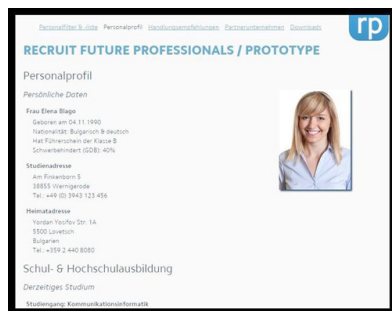 Personalfilter & -liste Personalprofil Handlungsempfehlungen Partnerunternehmen Downloads
rp
RECRUIT FUTURE PROFESSIONALS / PROTOTYPE
Personalprofil
Persönliche Daten
Frau Elena Blago
Geboren am 04.11.1990
Nationalität: Bulgarisch & deutsch
Hat Führerschein der Klasse B
Schwerbehindert (GDB): 40%
Studienadresse
Am Finkenborn 5
38855 Wernigerode
Tel.: +49 (0) 3943 123 456
Heimatadresse
Yordan Yosifov Str. 1A
5500 Lovetsch
Bulgarien
Tel.: +359 2 440 8080
Schul- & Hochschulausbildung
Derzeitiges Studium
Studiengang: Kommunikationsinformatik